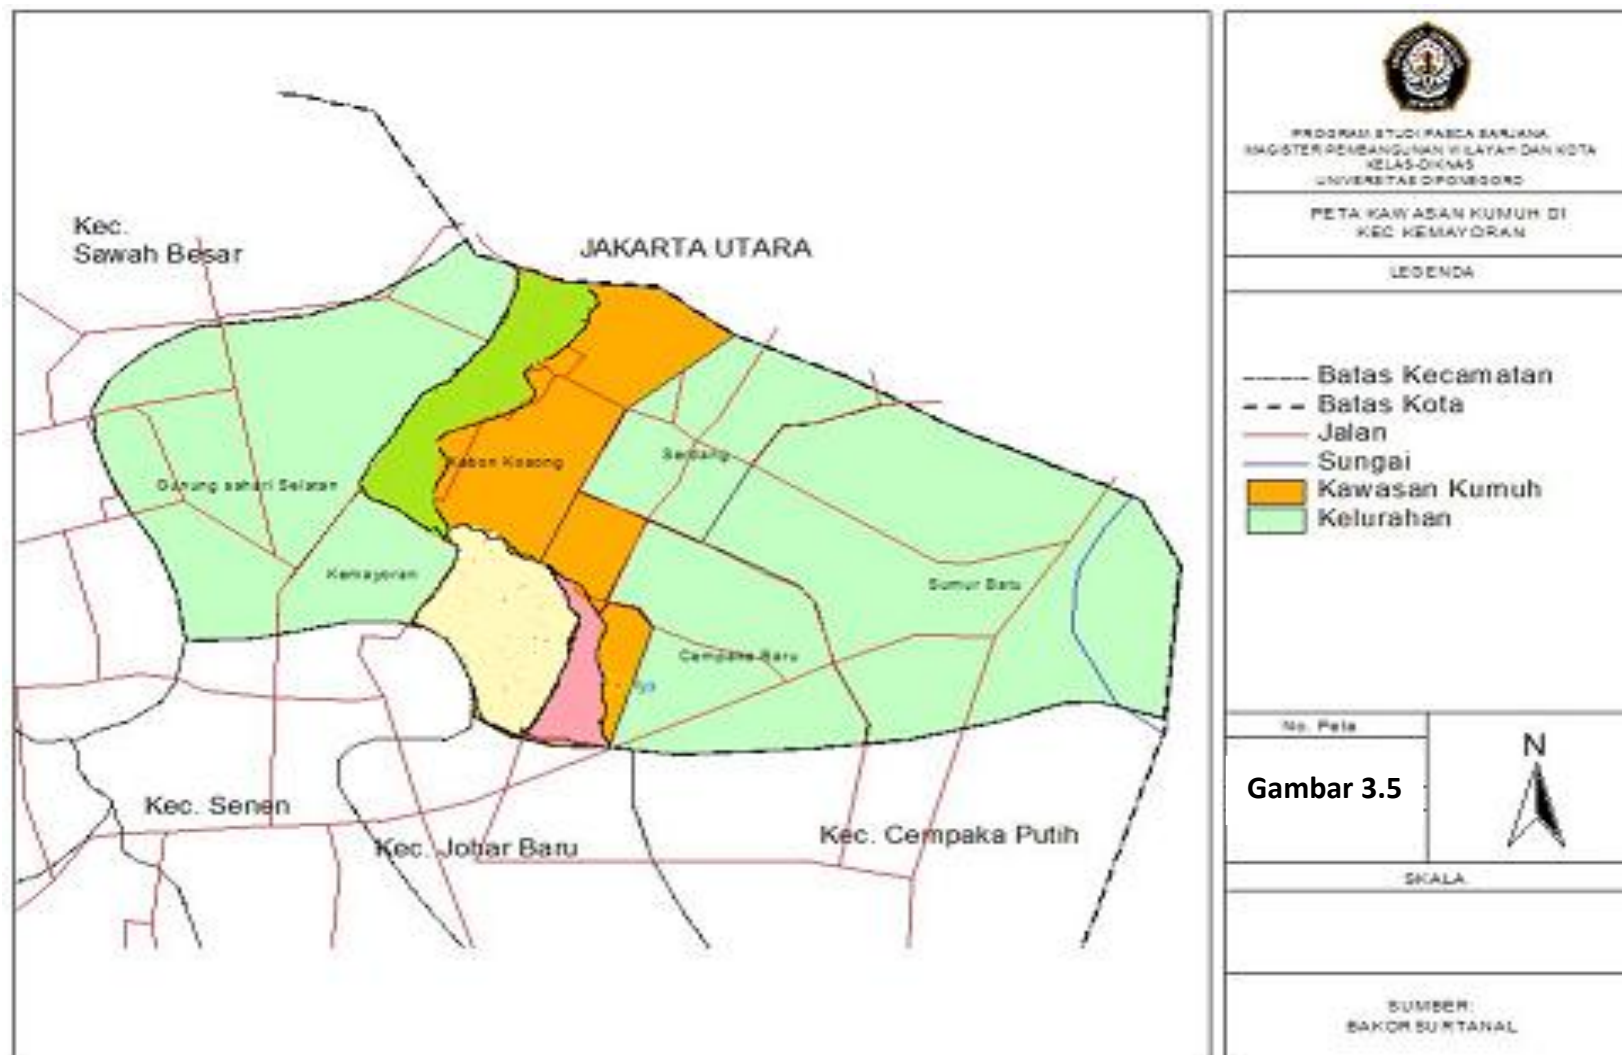 Kec.
Sawah Besar
JAKARTA UTARA
Kebon Kosong
Serdang
Gunung sahari Selatan
Kemayoran
Sumur Batu
Cempaka Baru
Kec. Senen
Kec. Johar Baru
Kec. Cempaka Putih
PROGRAM STUDI PASCA SARJANA
MAGISTER PEMBANGUNAN WILAYAH DAN KOTA
KELAS-DIKNAS
UNIVERSITAS DIPONEGORO
PETA KAWASAN KUMUH DI
KEC KEMAYORAN
LEGENDA
Batas Kecamatan
Batas Kota
Jalan
Sungai
Kawasan Kumuh
Kelurahan
No. Peta
Gambar 3.5
N
SKALA
SUMBER:
BAKORSURTANAL